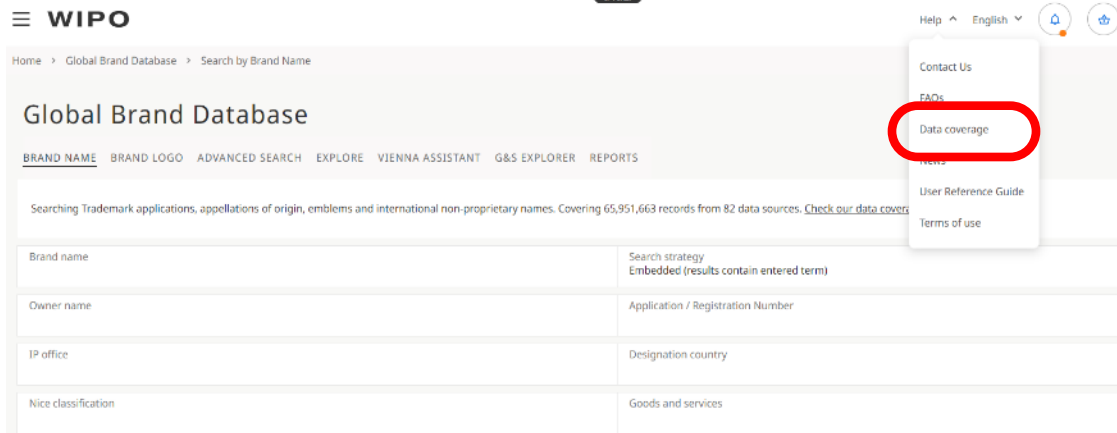 WIPO
Help English
Home > Global Brand Database > Search by Brand Name
Contact Us
FAQs
Global Brand Database
Data coverage
BRAND NAME BRAND LOGO ADVANCED SEARCH EXPLORE VIENNA ASSISTANT G&S EXPLORER REPORTS
News
User Reference Guide
Searching Trademark applications, appellations of origin, emblems and international non-proprietary names. Covering 65,951,663 records from 82 data sources. Check our data
Terms of use
Brand name Search strategy
Embedded (results contain entered term)
Owner name Application / Registration Number
IP office Designation country
Nice classification Goods and services